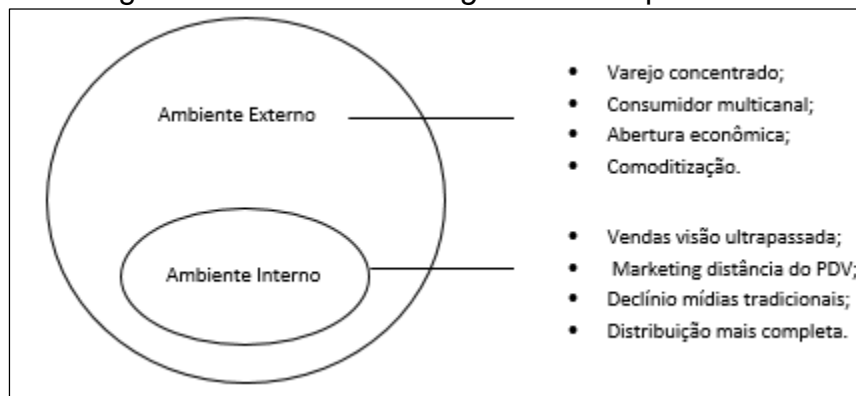 Ambiente Externo
• Varejo concentrado;
• Consumidor multicanal;
• Abertura econômica;
• Comoditização.
Ambiente Interno
• Vendas visão ultrapassada;
• Marketing distância do PDV;
• Declínio mídias tradicionais;
• Distribuição mais completa.